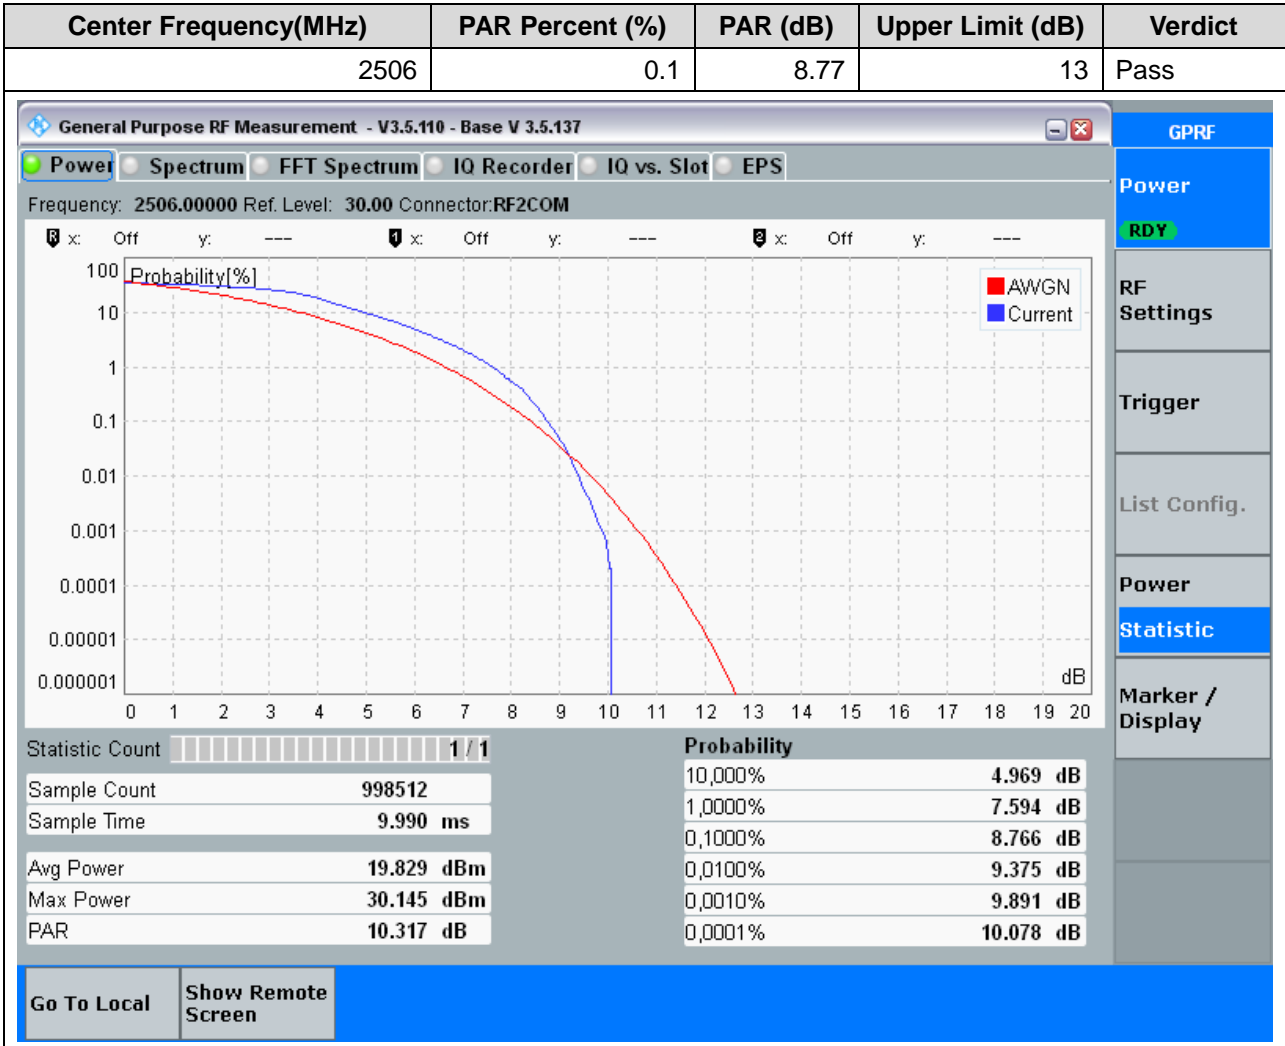 Center Frequency(MHz) PAR Percent (%) PAR (dB) Upper Limit (dB) Verdict
2506 0.1 8.77 13 Pass
General Purpose RF Measurement - V3.5.110 - Base V 3.5.137
GPRF
Power Spectrum FFT Spectrum IQ Recorder IQ vs. Slot EPS
Frequency: 2506.00000 Ref. Level: 30.00 Connector:RF2COM
R x: Off y: --- 1 x: Off y: --- 2 x: Off y: ---
Probability[%]
AWGN
Current
100
10
1
0.1
0.01
0.001
0.0001
0.00001
0.000001
dB
0 1 2 3 4 5 6 7 8 9 10 11 12 13 14 15 16 17 18 19 20
Statistic Count 1 / 1
Sample Count 998512
Sample Time 9.990 ms
Avg Power 19.829 dBm
Max Power 30.145 dBm
PAR 10.317 dB
Probability
10,000% 4.969 dB
1,0000% 7.594 dB
0,1000% 8.766 dB
0,0100% 9.375 dB
0,0010% 9.891 dB
0,0001% 10.078 dB
Power
RDY
RF
Settings
Trigger
List Config.
Power
Statistic
Marker /
Display
Go To Local
Show Remote
Screen